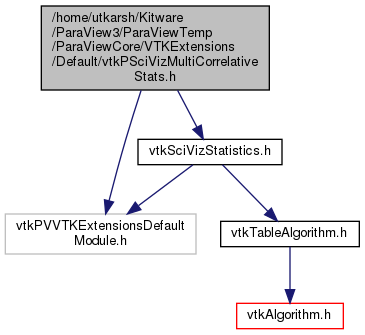 /home/utkarsh/Kitware
/ParaView3/ParaViewTemp
/ParaViewCore/VTKExtensions
/Default/vtkPSciVizMultiCorrelative
Stats.h
vtkSciVizStatistics.h
vtkPVVTKExtensionsDefault
Module.h
vtkTableAlgorithm.h
vtkAlgorithm.h